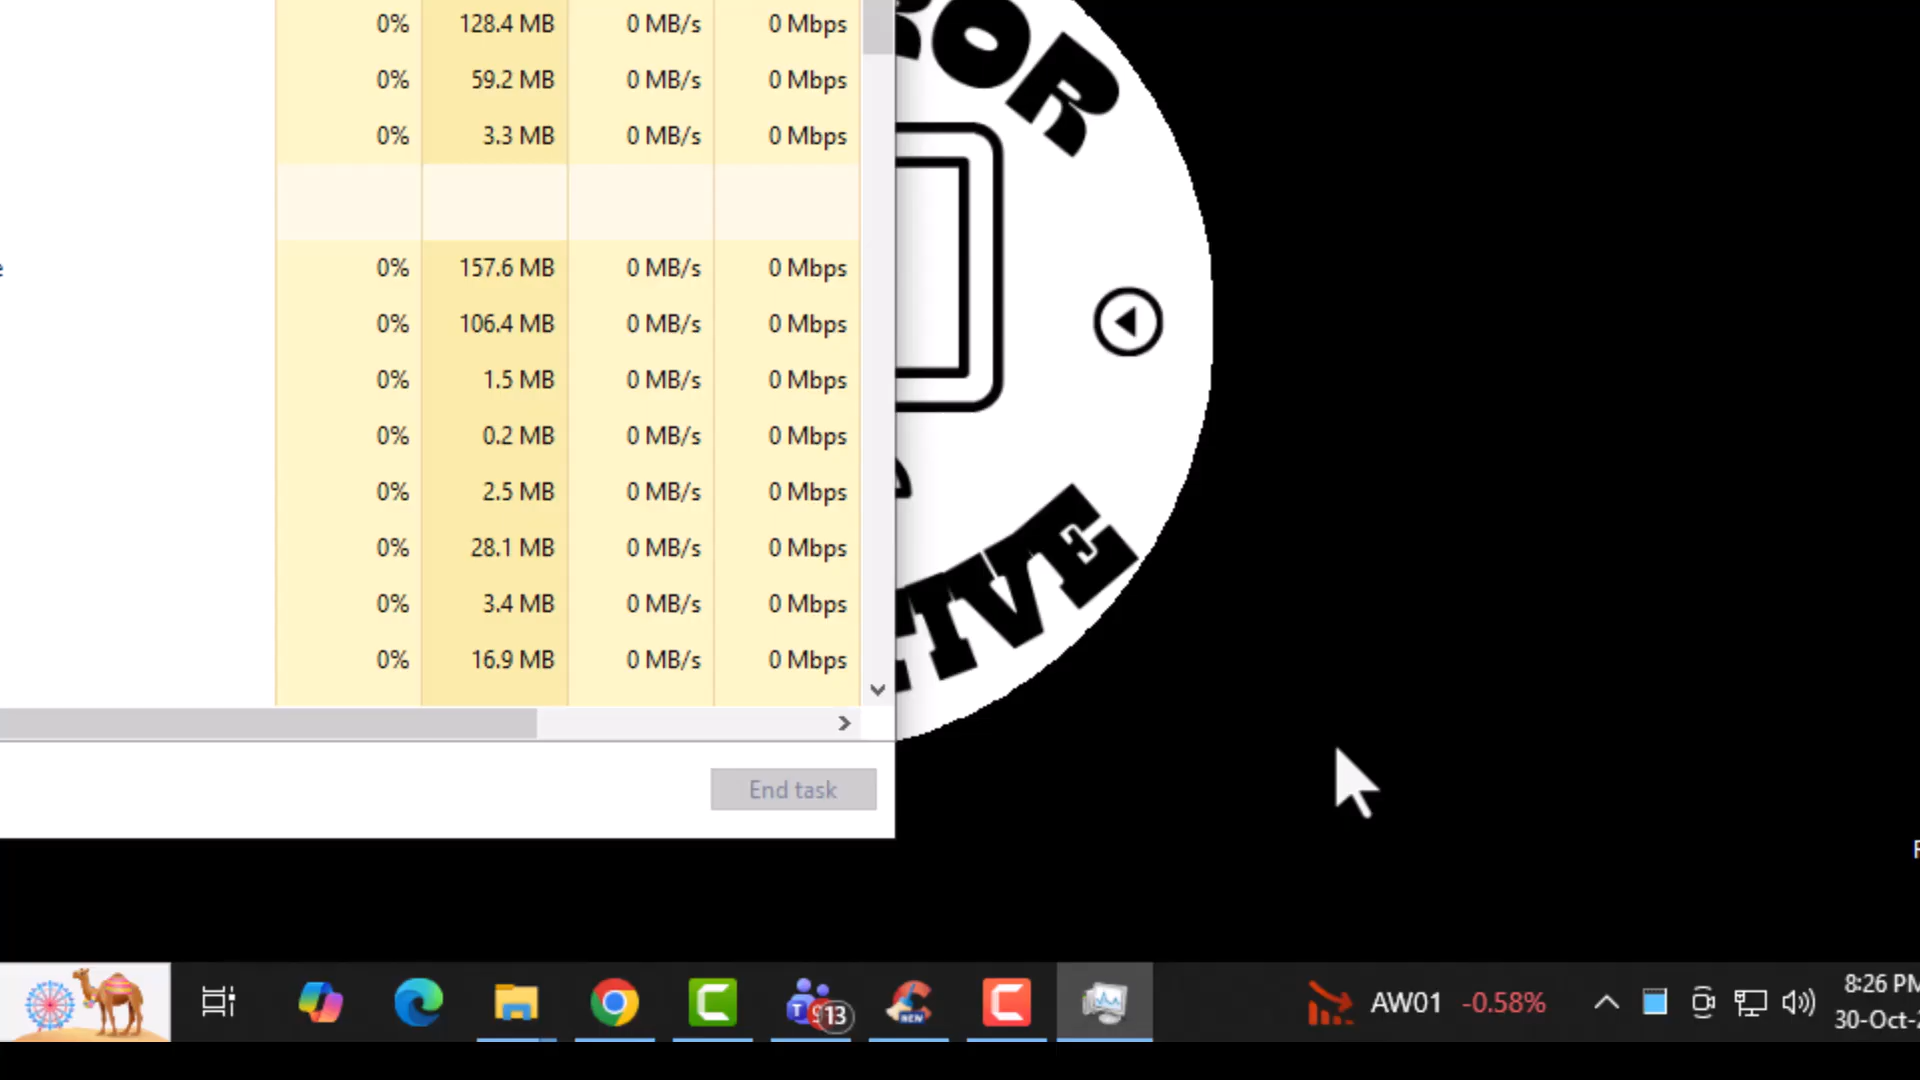 0% 128.4 MB 0 MB/s 0 Mbps
0% 59.2 MB 0 MB/s 0 Mbps
0% 3.3 MB 0 MB/s 0 Mbps
0% 157.6 MB 0 MB/s 0 Mbps
0% 106.4 MB 0 MB/s 0 Mbps
0% 1.5 MB 0 MB/s 0 Mbps
0% 0.2 MB 0 MB/s 0 Mbps
0% 2.5 MB 0 MB/s 0 Mbps
0% 28.1 MB 0 MB/s 0 Mbps
0% 3.4 MB 0 MB/s 0 Mbps
0% 16.9 MB 0 MB/s 0 Mbps
End task
AW01 -0.58%
8:26 PM
30-Oct-